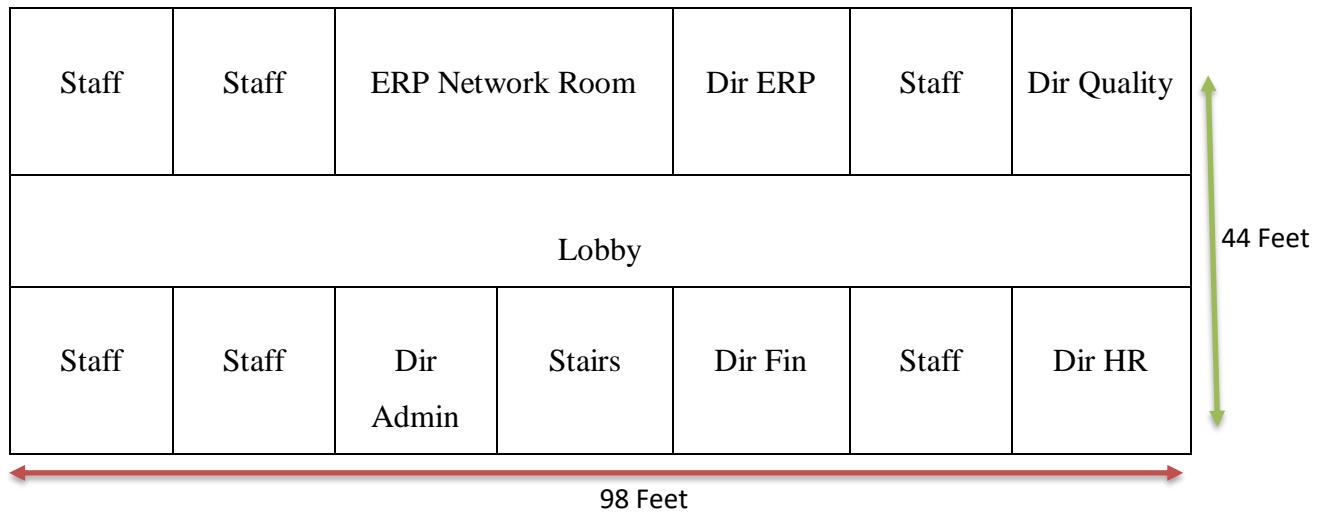 Staff
Staff
ERP Network Room
Dir ERP
Staff
Dir Quality
Lobby
44 Feet
Staff
Staff
Dir
Admin
Stairs
Dir Fin
Staff
Dir HR
98 Feet